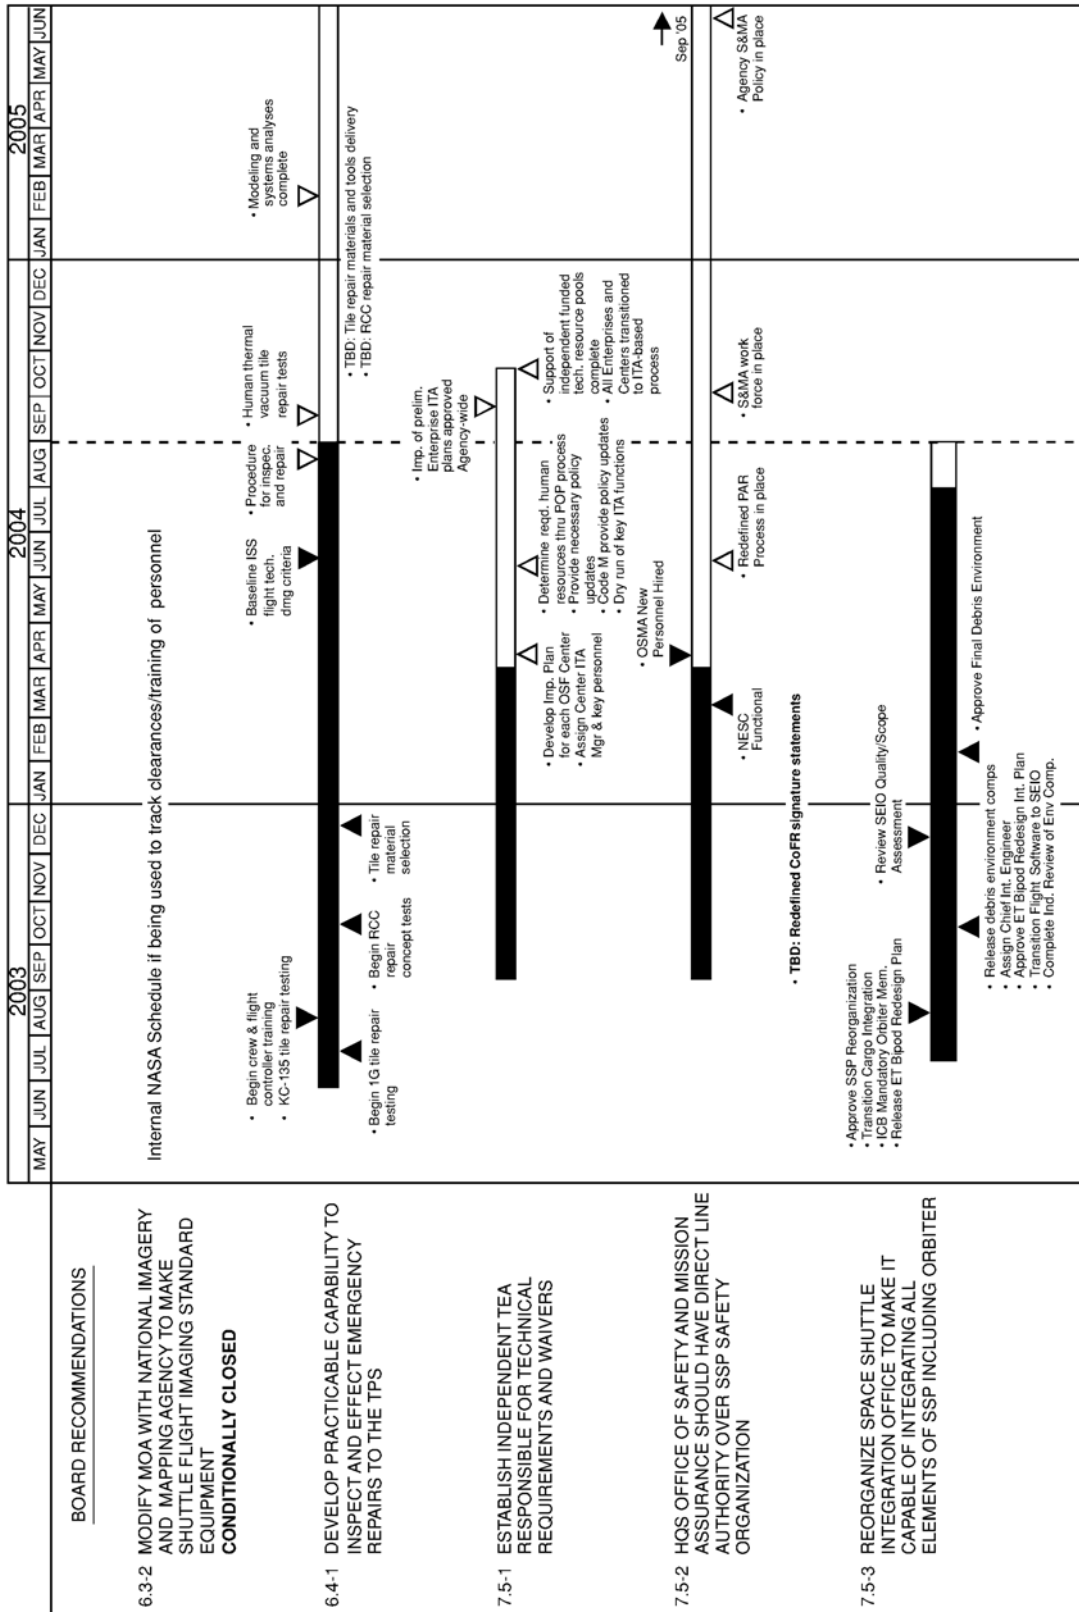 2003
2004
2005
MAY JUN JUL AUG SEP OCT NOV DEC JAN FEB MAR APR MAY JUN JUL AUG SEP OCT NOV DEC JAN FEB MAR APR MAY JUN
BOARD RECOMMENDATIONS
6.3-2 MODIFY MOA WITH NATIONAL IMAGERY
AND MAPPING AGENCY TO MAKE
SHUTTLE FLIGHT IMAGING STANDARD
EQUIPMENT
CONDITIONALLY CLOSED
Internal NASA Schedule if being used to track clearances/training of personnel
6.4-1 DEVELOP PRACTICABLE CAPABILITY TO
INSPECT AND EFFECT EMERGENCY
REPAIRS TO THE TPS
• Begin crew & flight
controller training
• KC-135 tile repair testing
• Baseline ISS
flight tech.
dmg criteria
• Procedure
for inspec.
and repair
• Human thermal
vacuum tile
repair tests
• Modeling and
systems analyses
complete
• Begin 1G tile repair
testing
• Begin RCC
repair
concept tests
• Tile repair
material
selection
• TBD: Tile repair materials and tools delivery
• TBD: RCC repair material selection
7.5-1 ESTABLISH INDEPENDENT TEA
RESPONSIBLE FOR TECHNICAL
REQUIREMENTS AND WAIVERS
• Imp. of prelim.
Enterprise ITA
plans approved
Agency-wide
• Develop Imp. Plan
for each OSF Center
• Assign Center ITA
Mgr & key personnel
• Determine reqd. human
resources thru POP process
• Provide necessary policy
updates
• Code M provide policy updates
• Dry run of key ITA functions
• Support of
independent funded
tech. resource pools
complete
• All Enterprises and
Centers transitioned
to ITA-based
process
7.5-2 HQS OFFICE OF SAFETY AND MISSION
ASSURANCE SHOULD HAVE DIRECT LINE
AUTHORITY OVER SSP SAFETY
ORGANIZATION
• OSMA New
Personnel Hired
Sep '05
• NESC
Functional
• Redefined PAR
Process in place
• S&MA work
force in place
• Agency S&MA
Policy in place
• TBD: Redefined CoFR signature statements
7.5-3 REORGANIZE SPACE SHUTTLE
INTEGRATION OFFICE TO MAKE IT
CAPABLE OF INTEGRATING ALL
ELEMENTS OF SSP INCLUDING ORBITER
• Approve SSP Reorganization
• Transition Cargo Integration
• ICB Mandatory Orbiter Mem.
• Release ET Bipod Redesign Plan
• Review SEIO Quality/Scope
Assessment
• Release debris environment comps
• Assign Chief Int. Engineer
• Approve ET Bipod Redesign Int. Plan
• Transition Flight Software to SEIO
• Complete Ind. Review of Env Comp.
• Approve Final Debris Environment